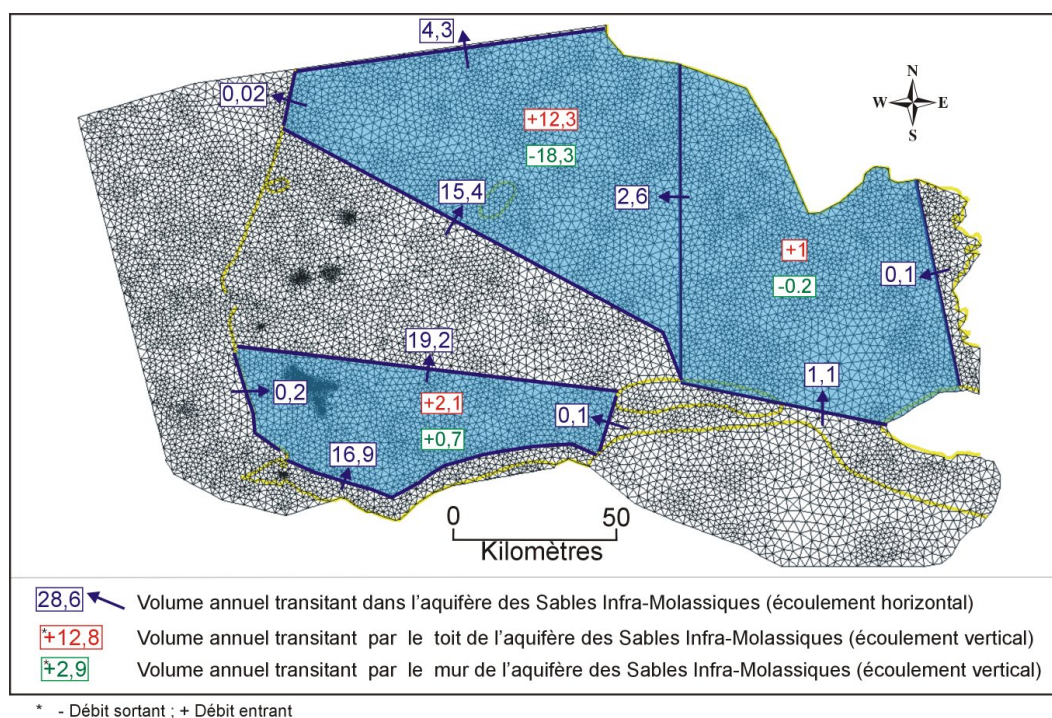 4,3
N
W E
S
0,02
+12,3
-18,3
15,4
2,6
+1
-0.2
0,1
19,2
0,2
+2,1
0,1
+0,7
1,1
16,9
0 50
Kilomètres
28,6 Volume annuel transitant dans l'aquifère des Sables Infra-Molassiques (écoulement horizontal)
*+12,8 Volume annuel transitant par le toit de l'aquifère des Sables Infra-Molassiques (écoulement vertical)
*+2,9 Volume annuel transitant par le mur de l'aquifère des Sables Infra-Molassiques (écoulement vertical)
* - Débit sortant ; + Débit entrant